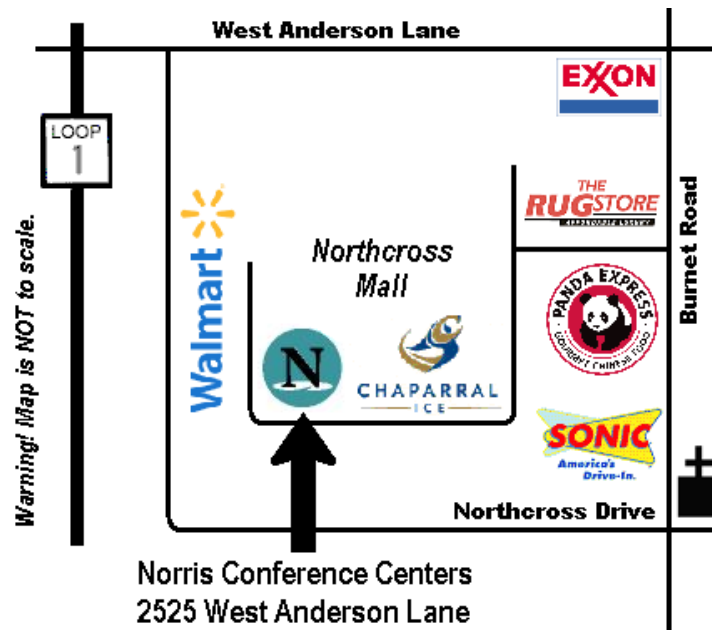 West Anderson Lane
EXXON
LOOP
1
THE
RUGSTORE
AFFORDABLE LUXURY
Burnet Road
Warning! Map is NOT to scale.
Walmart
Northcross
Mall
PANDA EXPRESS
GOURMET CHINESE FOOD
N
CHAPARRAL
ICE
SONIC
America's
Drive-In.
Northcross Drive
Norris Conference Centers
2525 West Anderson Lane